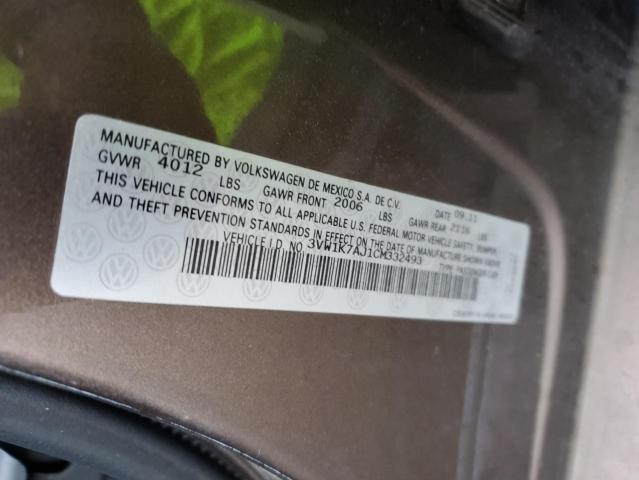 MANUFACTURED BY VOLKSWAGEN DE MEXICO S.A. DE C.V. DATE 09.11
GVWR 4012 LBS GAWR FRONT 2006 LBS GAWR REAR 2116 LBS
THIS VEHICLE CONFORMS TO ALL APPLICABLE U.S. FEDERAL MOTOR VEHICLE SAFETY, BUMPER,
AND THEFT PREVENTION STANDARDS IN EFFECT ON THE DATE OF MANUFACTURE SHOWN ABOVE
VEHICLE I.D. NO. 3VW1K7AJ1CM332493 TYPE PASSENGER CAR